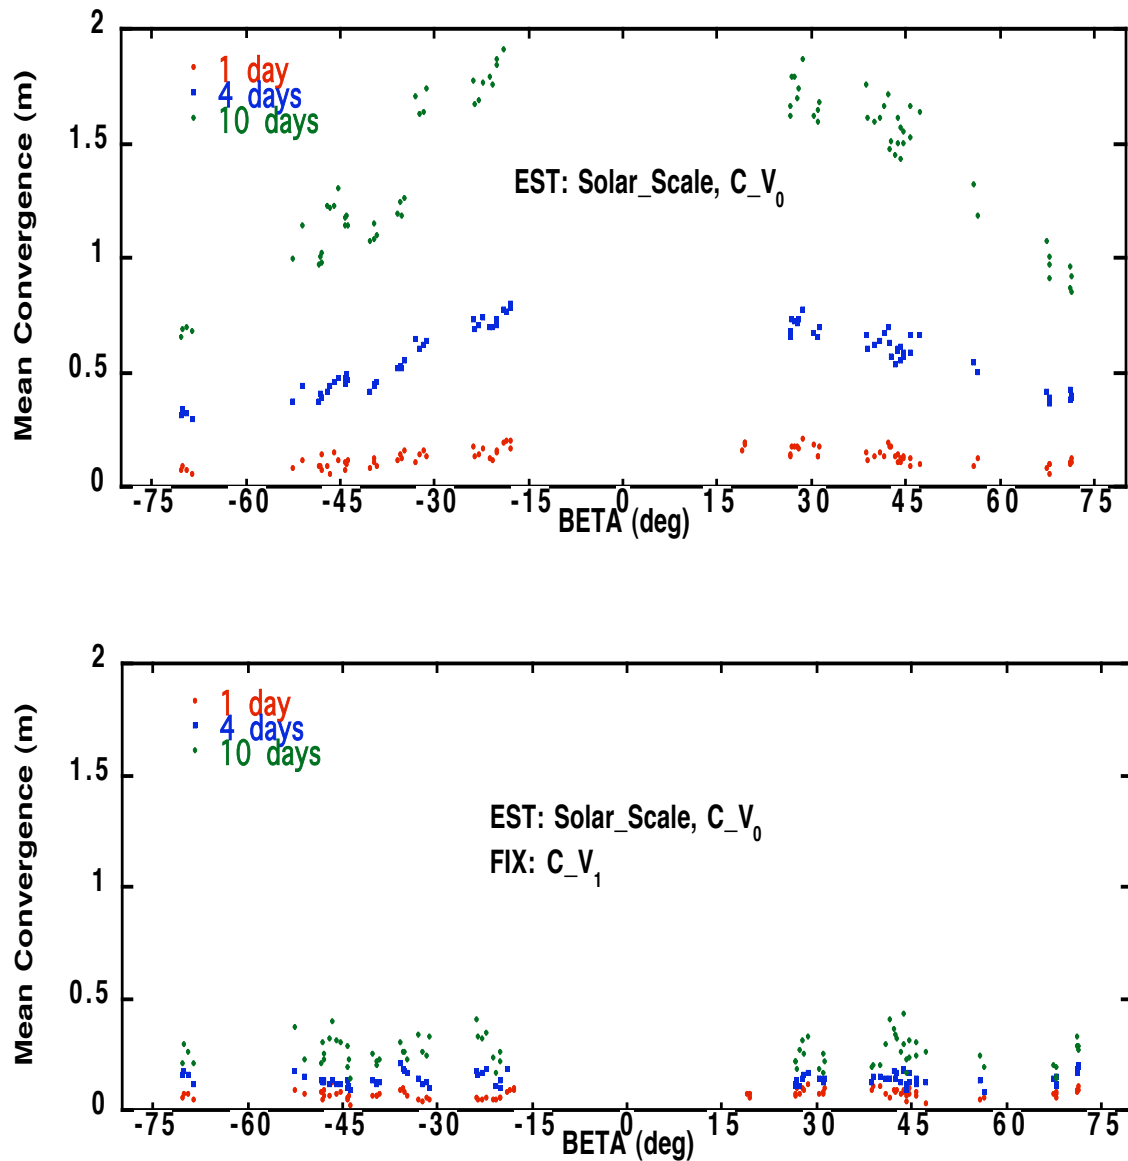 2
1 day
4 days
10 days
1.5
EST: Solar_Scale, C_V0
1
0.5
0
Mean Convergence (m)
-75 -60 -45 -30 -15 0 15 30 45 60 75
BETA (deg)
2
1 day
4 days
10 days
1.5
EST: Solar_Scale, C_V0
FIX: C_V1
1
0.5
0
Mean Convergence (m)
-75 -60 -45 -30 -15 0 15 30 45 60 75
BETA (deg)